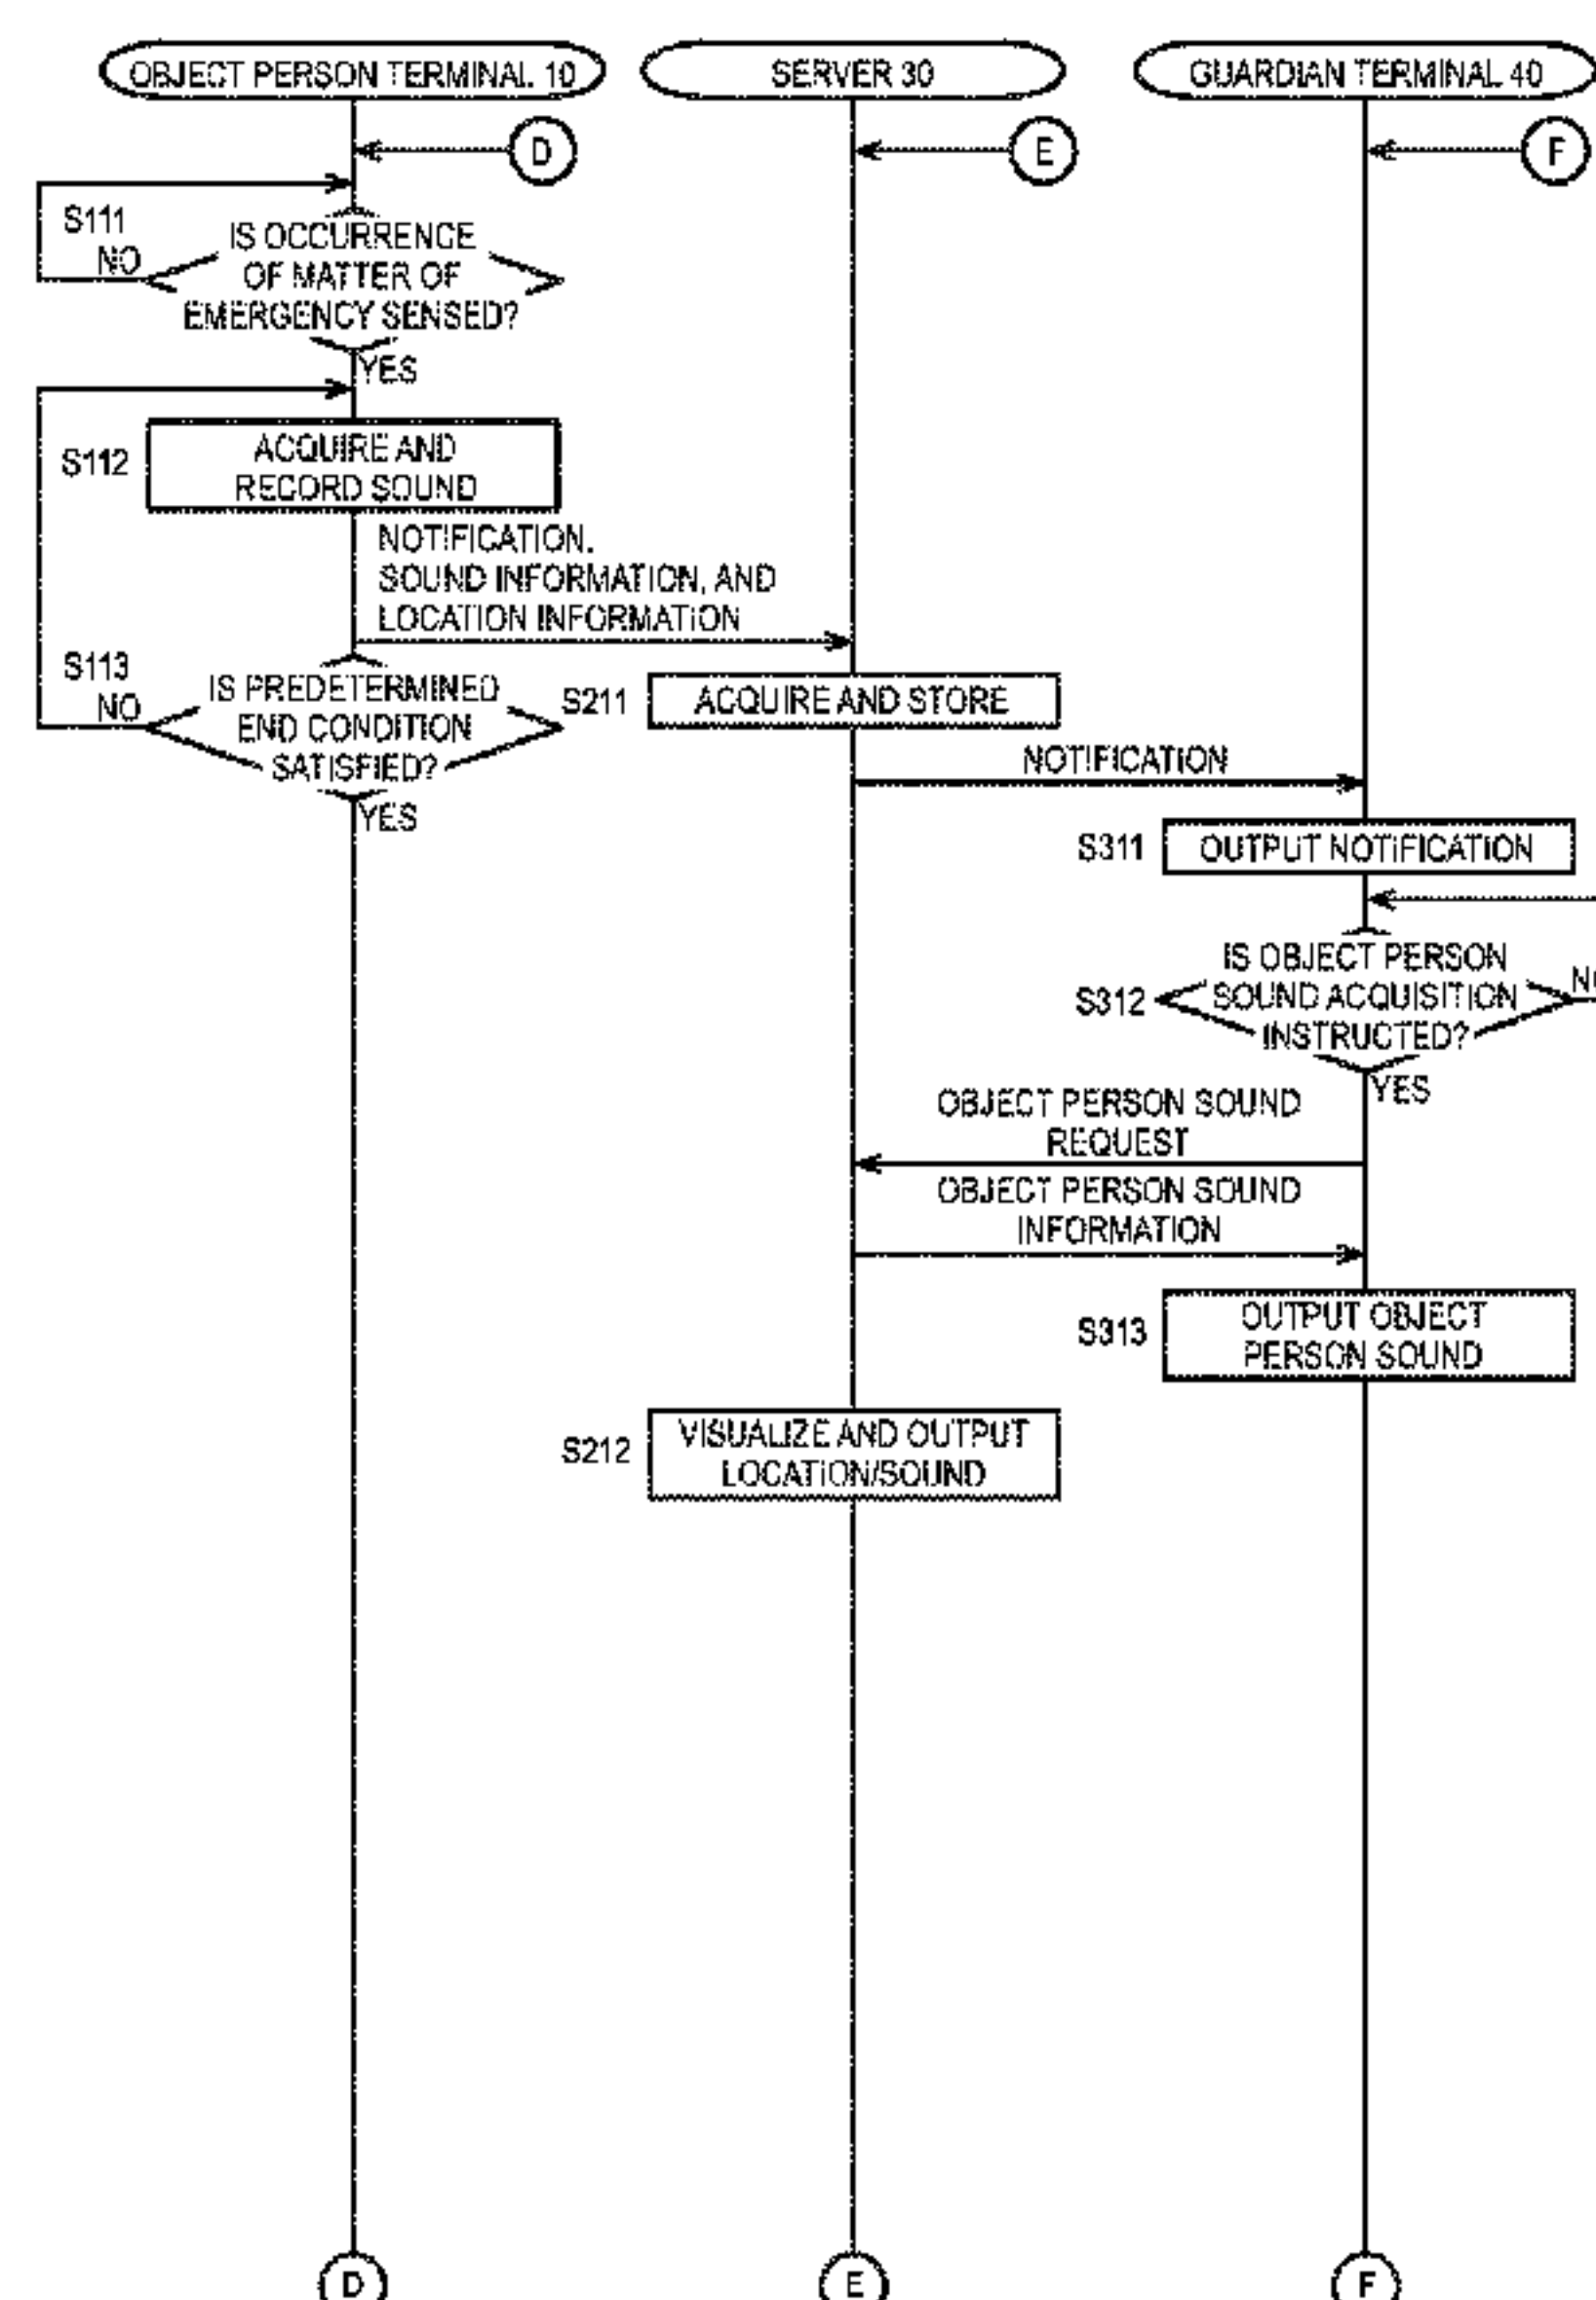 OBJECT PERSON TERMINAL 10
SERVER 30
GUARDIAN TERMINAL 40
D
E
F
S111
NO
IS OCCURRENCE
OF MATTER OF
EMERGENCY SENSED?
YES
S112
ACQUIRE AND
RECORD SOUND
NOTIFICATION,
SOUND INFORMATION, AND
LOCATION INFORMATION
S113
NO
IS PREDETERMINED
END CONDITION
SATISFIED?
YES
S211
ACQUIRE AND STORE
NOTIFICATION
S311
OUTPUT NOTIFICATION
S312
IS OBJECT PERSON
SOUND ACQUISITION
INSTRUCTED?
NO
YES
OBJECT PERSON SOUND
REQUEST
OBJECT PERSON SOUND
INFORMATION
S313
OUTPUT OBJECT
PERSON SOUND
S212
VISUALIZE AND OUTPUT
LOCATION/SOUND
D
E
F